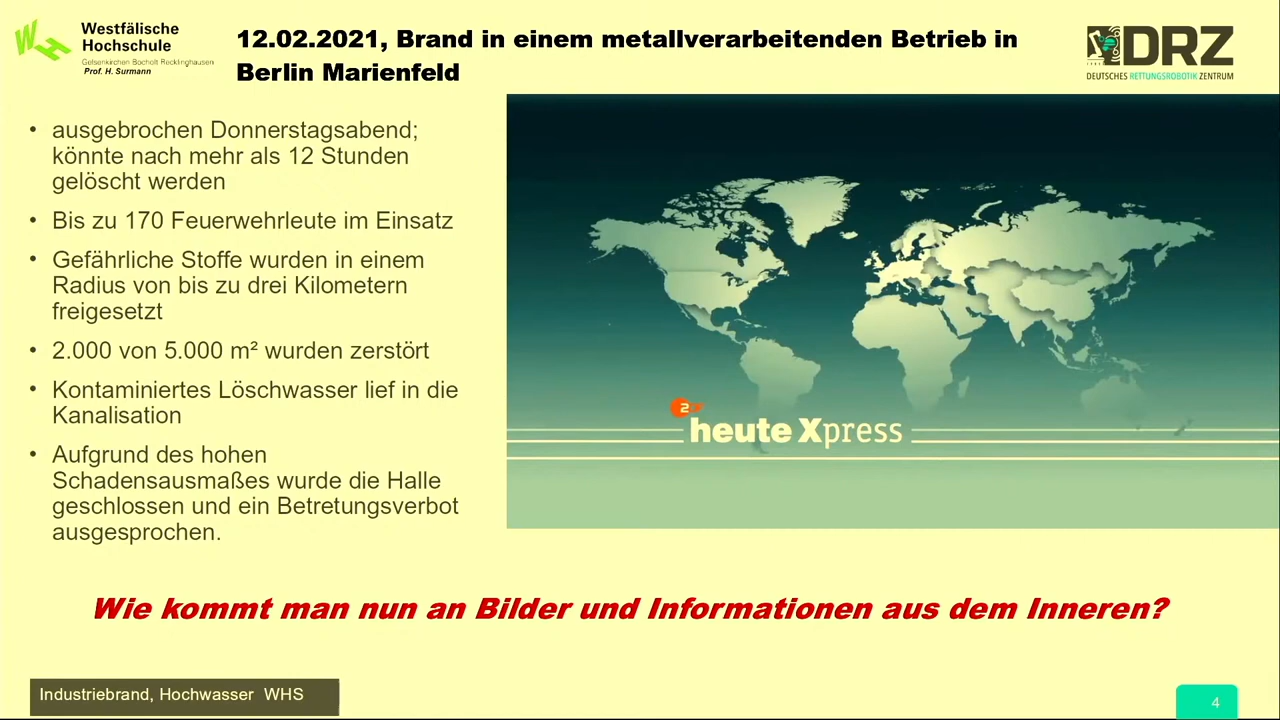 Westfälische
Hochschule
Gelsenkirchen Bocholt Recklinghausen
Prof. H. Surmann
12.02.2021, Brand in einem metallverarbeitenden Betrieb in
Berlin Marienfeld
DRZ
DEUTSCHES RETTUNGSROBOTIK ZENTRUM
• ausgebrochen Donnerstagsabend;
könnte nach mehr als 12 Stunden
gelöscht werden
• Bis zu 170 Feuerwehrleute im Einsatz
• Gefährliche Stoffe wurden in einem
Radius von bis zu drei Kilometern
freigesetzt
• 2.000 von 5.000 m² wurden zerstört
• Kontaminiertes Löschwasser lief in die
Kanalisation
• Aufgrund des hohen
Schadensausmaßes wurde die Halle
geschlossen und ein Betretungsverbot
ausgesprochen.
ZDF
heute Xpress
Wie kommt man nun an Bilder und Informationen aus dem Inneren?
Industriebrand, Hochwasser WHS
4